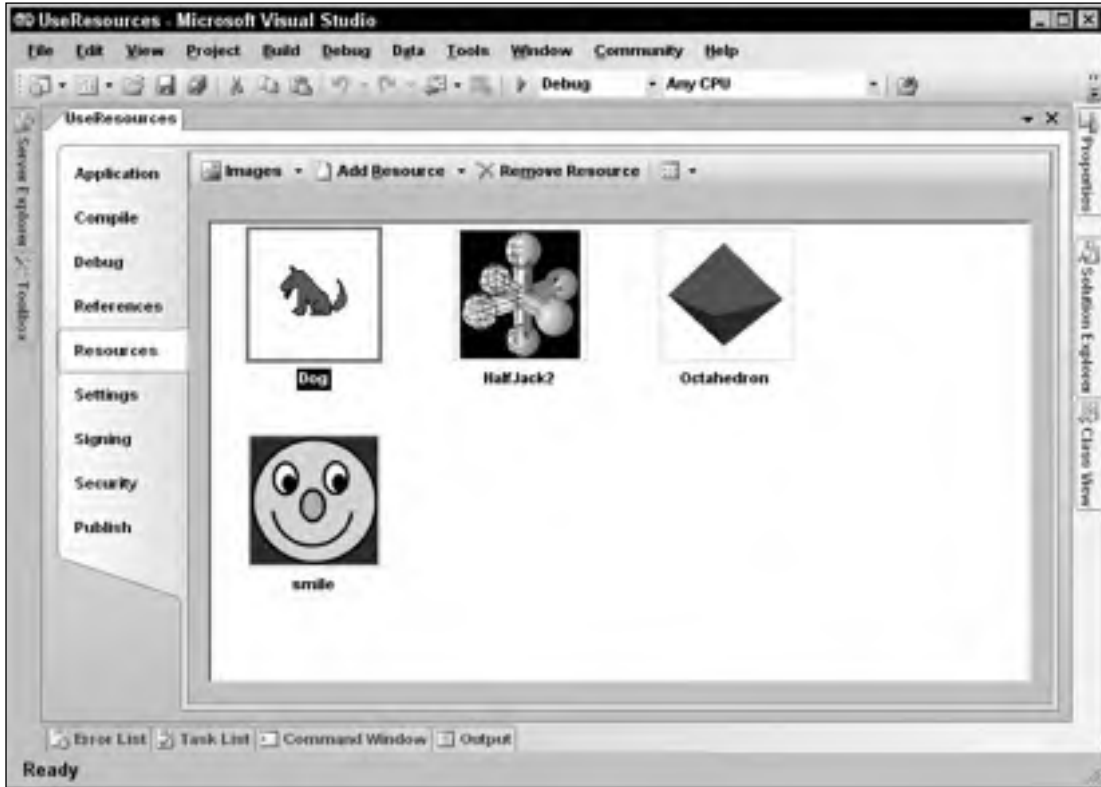 UseResources - Microsoft Visual Studio
File Edit View Project Build Debug Data Tools Window Community Help
Debug Any CPU
UseResources
Server Explorer
Toolbox
Application
Compile
Debug
References
Resources
Settings
Signing
Security
Publish
Images Add Resource Remove Resource
Dog HalfJack2 Octahedron
smile
Properties
Solution Explorer
Class View
Error List Task List Command Window Output
Ready